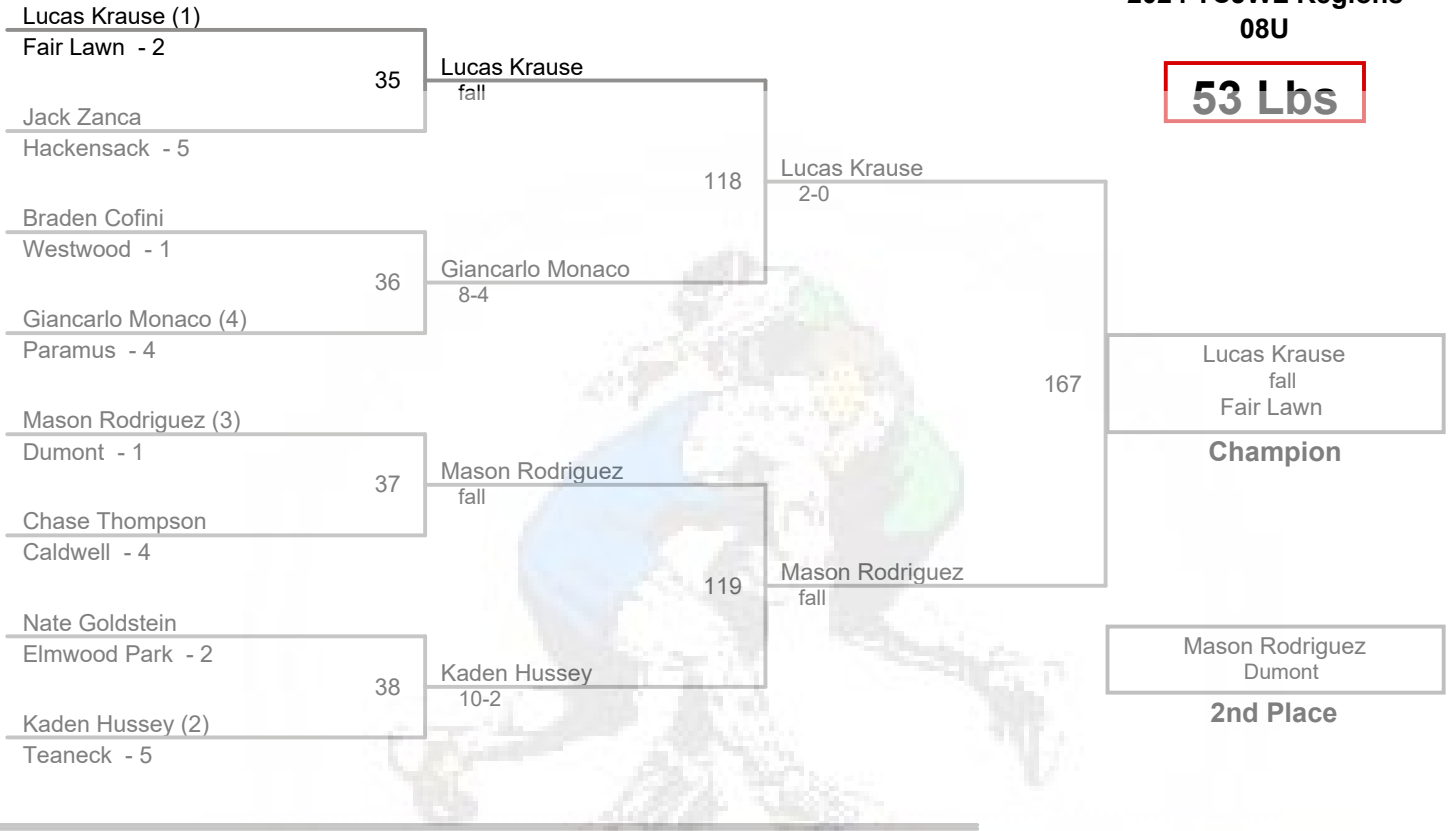 08U
53 Lbs
Lucas Krause (1)
Fair Lawn - 2
35
Jack Zanca
Hackensack - 5
Lucas Krause
fall
Braden Cofini
Westwood - 1
36
Giancarlo Monaco (4)
Paramus - 4
Giancarlo Monaco
8-4
118
Lucas Krause
2-0
Mason Rodriguez (3)
Dumont - 1
37
Chase Thompson
Caldwell - 4
Mason Rodriguez
fall
Nate Goldstein
Elmwood Park - 2
38
Kaden Hussey (2)
Teaneck - 5
Kaden Hussey
10-2
119
Mason Rodriguez
fall
167
Lucas Krause
fall
Fair Lawn
Champion
Mason Rodriguez
Dumont
2nd Place